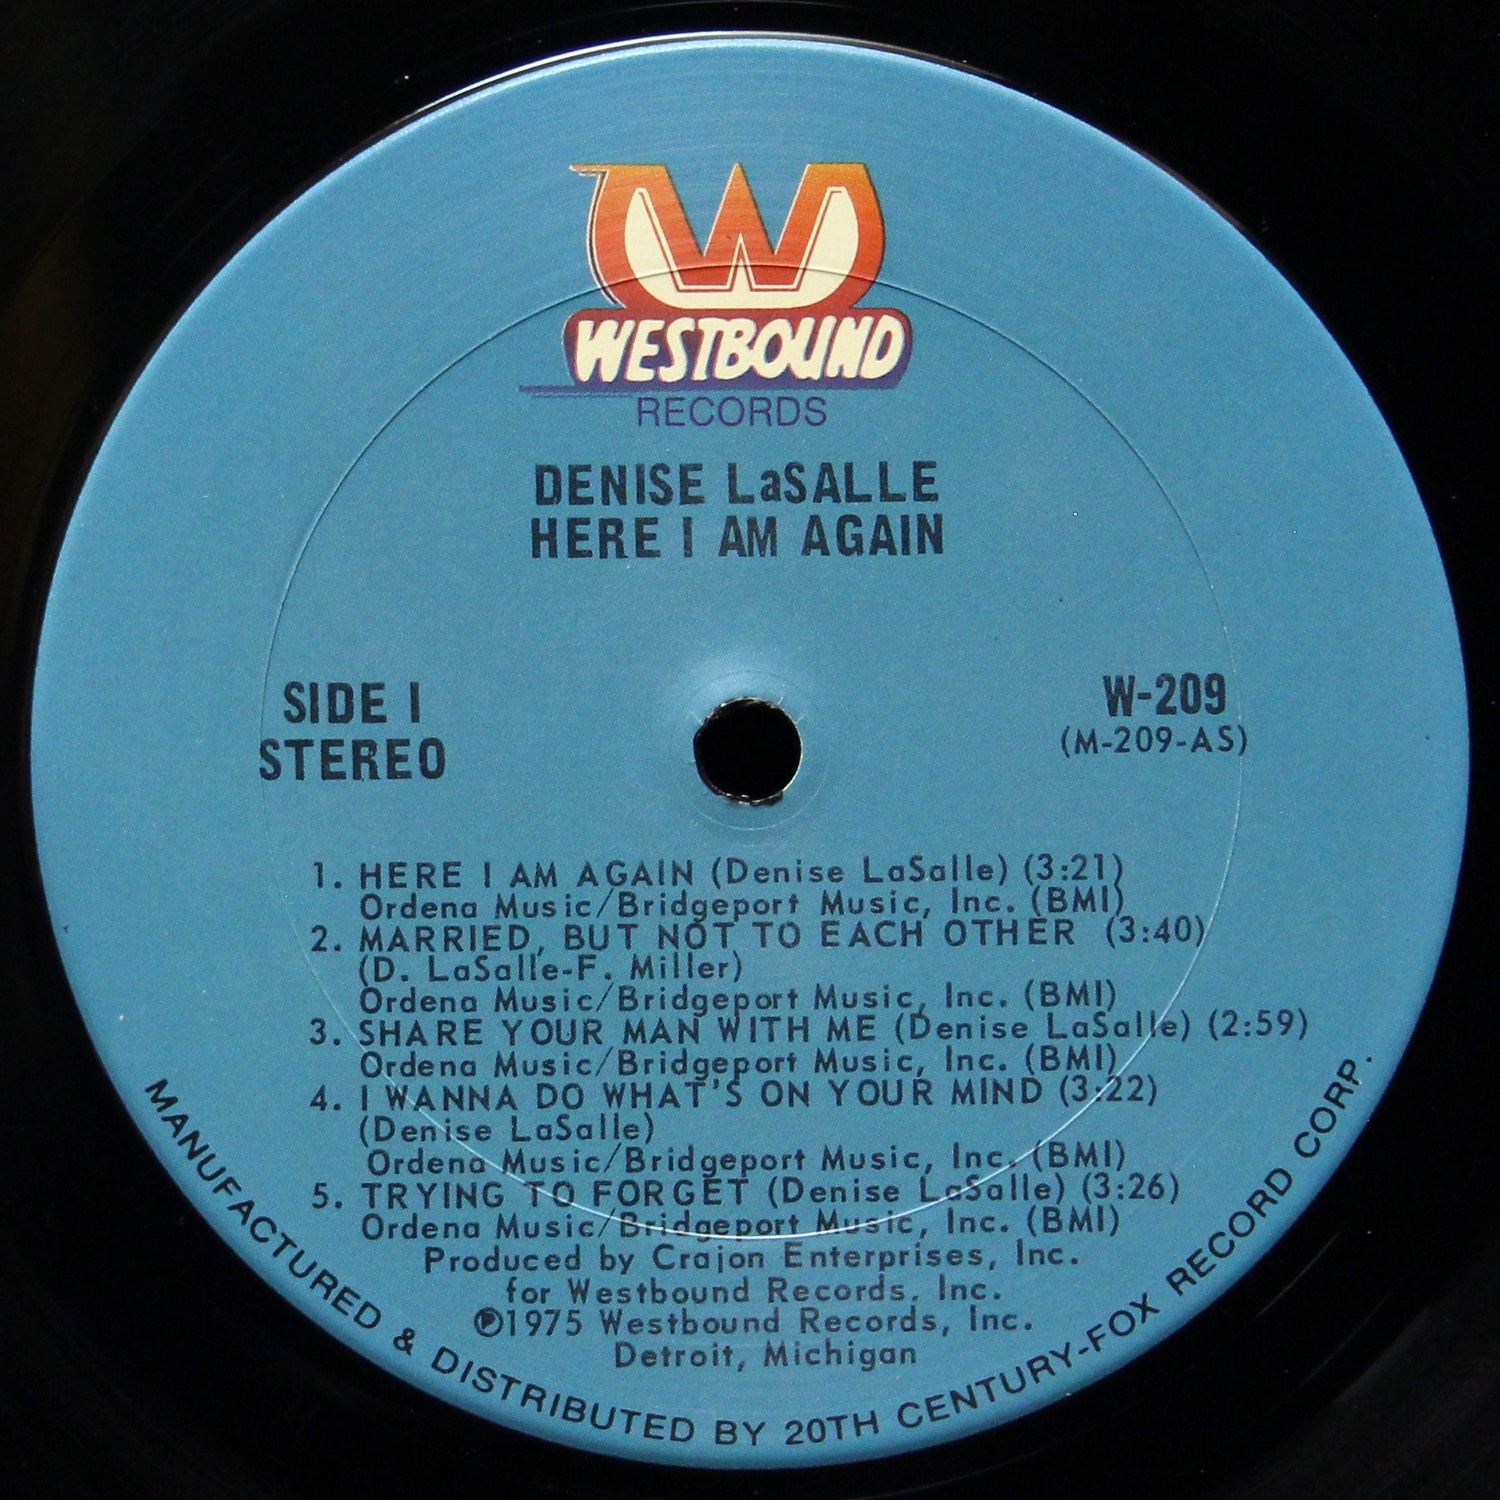 W
WESTBOUND
RECORDS
DENISE LaSALLE
HERE I AM AGAIN
SIDE I
STEREO
W-209
(M-209-AS)
1. HERE I AM AGAIN (Denise LaSalle) (3:21)
Ordena Music/Bridgeport Music, Inc. (BMI)
2. MARRIED, BUT NOT TO EACH OTHER (3:40)
(D. LaSalle-F. Miller)
Ordena Music/Bridgeport Music, Inc. (BMI)
3. SHARE YOUR MAN WITH ME (Denise LaSalle) (2:59)
Ordena Music/Bridgeport Music, Inc. (BMI)
4. I WANNA DO WHAT'S ON YOUR MIND (3:22)
(Denise LaSalle)
Ordena Music/Bridgeport Music, Inc. (BMI)
5. TRYING TO FORGET (Denise LaSalle) (3:26)
Ordena Music/Bridgeport Music, Inc. (BMI)
Produced by Crajon Enterprises, Inc.
for Westbound Records, Inc.
℗1975 Westbound Records, Inc.
Detroit, Michigan
MANUFACTURED & DISTRIBUTED BY 20TH CENTURY-FOX RECORD CORP.